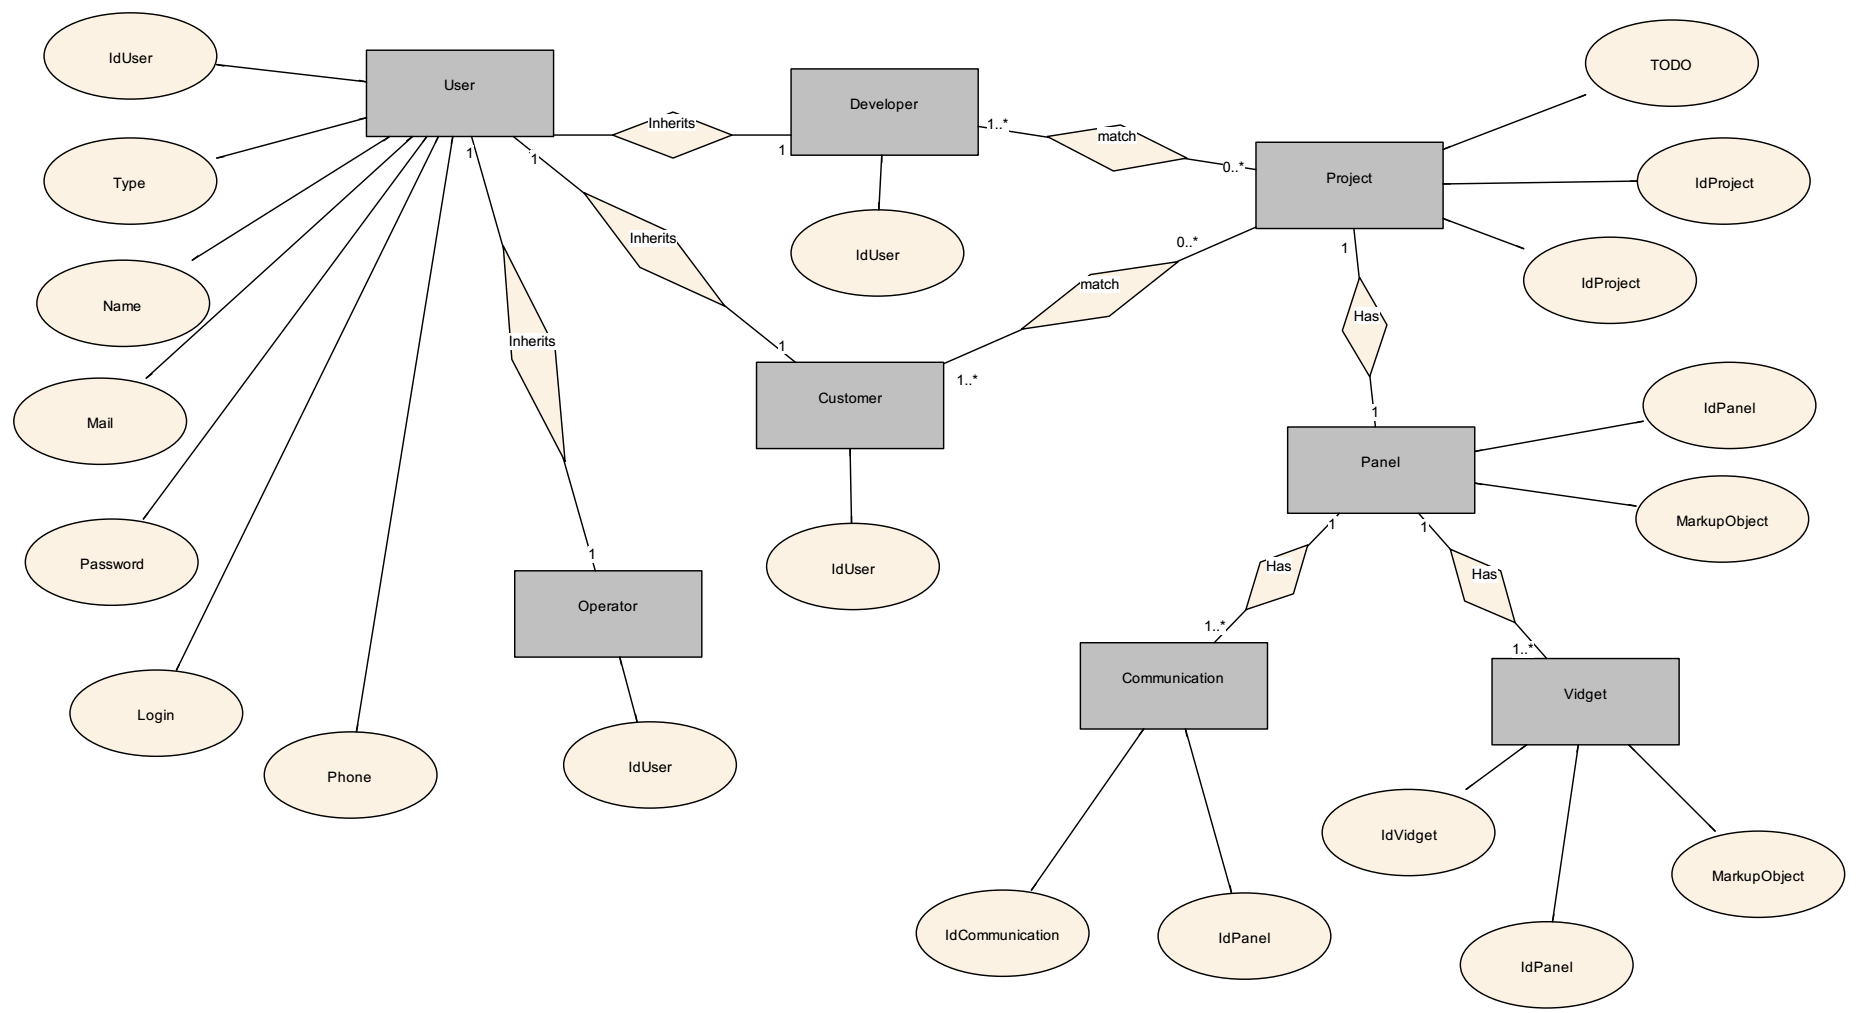 IdUser
User
Developer
TODO
Inherits
1
1..*
match
0..*
Project
IdProject
IdProject
Type
1
1
Inherits
IdUser
0..*
1
match
Name
Inherits
1
1..*
Has
1
Customer
IdPanel
Mail
Panel
MarkupObject
Password
1
Operator
IdUser
1
1
Has
Has
1..*
1..*
Communication
Vidget
Login
Phone
IdUser
IdVidget
MarkupObject
IdCommunication
IdPanel
IdPanel